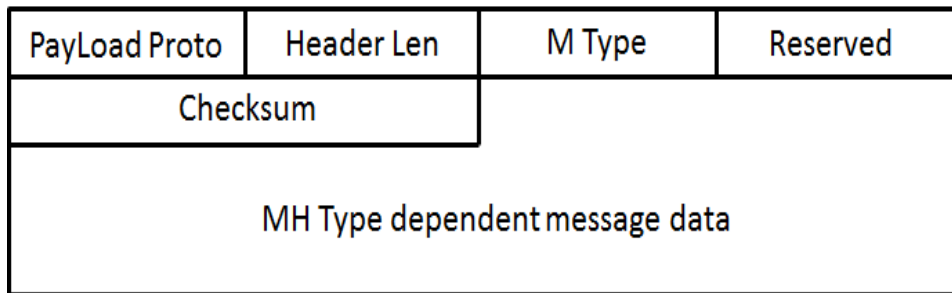 PayLoad Proto Header Len M Type Reserved
Checksum
MH Type dependent message data